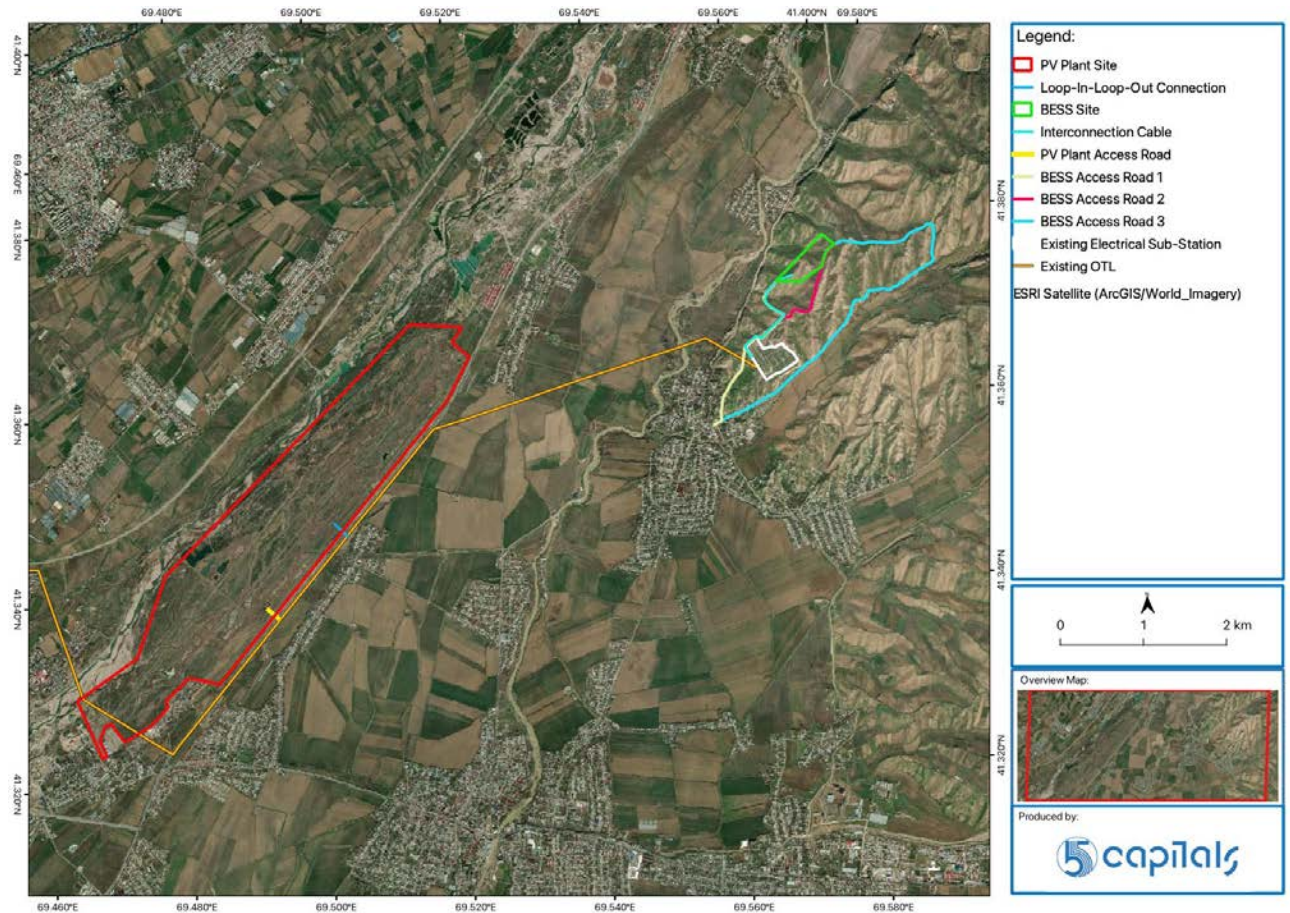 69.480°E 69.500°E 69.520°E 69.540°E 69.560°E 41.400°N 69.580°E
41.400°N
69.460°E
41.380°N
41.360°N
41.340°N
41.320°N
41.380°N
41.360°N
41.340°N
41.320°N
69.460°E 69.480°E 69.500°E 69.520°E 69.540°E 69.560°E 69.580°E
Legend:
PV Plant Site
Loop-In-Loop-Out Connection
BESS Site
Interconnection Cable
PV Plant Access Road
BESS Access Road 1
BESS Access Road 2
BESS Access Road 3
Existing Electrical Sub-Station
Existing OTL
ESRI Satellite (ArcGIS/World_Imagery)
0 1 2 km
Overview Map:
Produced by:
5 capitals